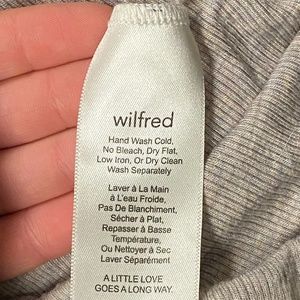 wilfred
Hand Wash Cold,
No Bleach, Dry Flat,
Low Iron, Or Dry Clean
Wash Separately
Laver à La Main
à L'eau Froide,
Pas De Blanchiment,
Sécher à Plat,
Repasser à Basse
Température,
Ou Nettoyer à Sec
Laver Séparément
A LITTLE LOVE
GOES A LONG WAY.